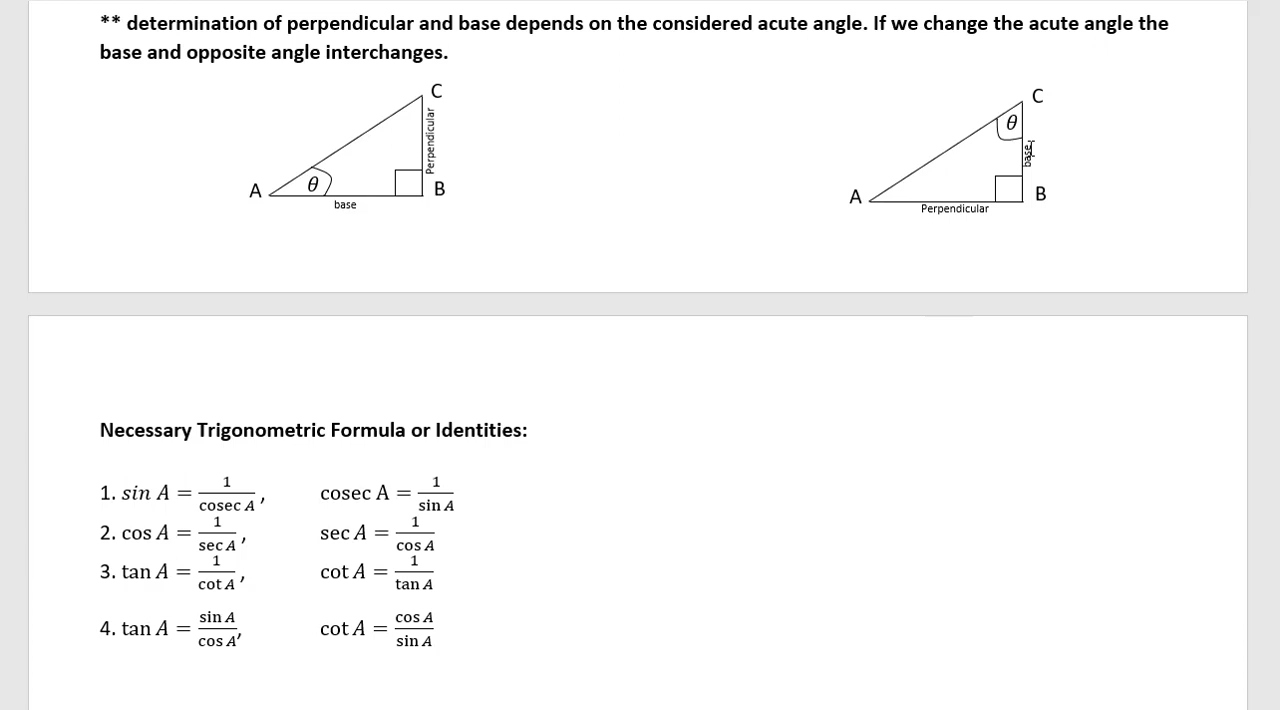 ** determination of perpendicular and base depends on the considered acute angle. If we change the acute angle the
base and opposite angle interchanges.
C
Perpendicular
θ
A
B
base
C
θ
base
A
B
Perpendicular
Necessary Trigonometric Formula or Identities:
1. sin A = 1/cosec A , cosec A = 1/sin A
2. cos A = 1/sec A , sec A = 1/cos A
3. tan A = 1/cot A , cot A = 1/tan A
4. tan A = sin A/cos A , cot A = cos A/sin A